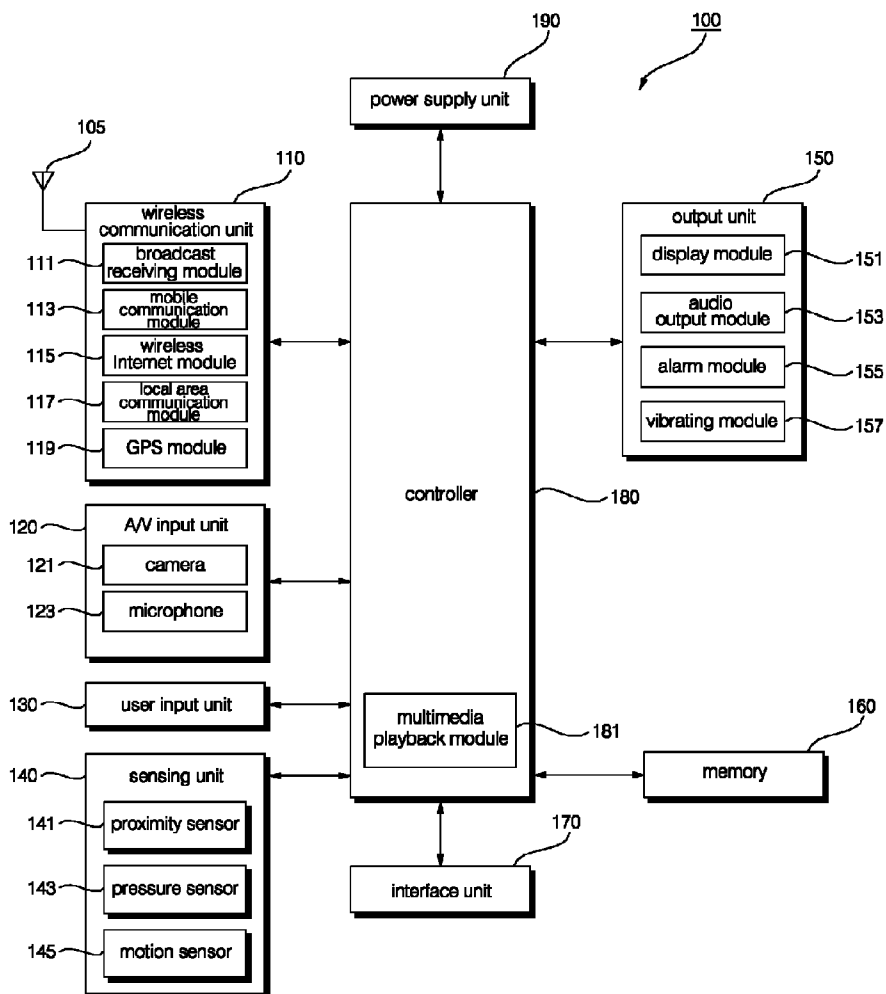 190
100
power supply unit
105
110
150
wireless
communication unit
output unit
111
broadcast
receiving module
display module
151
113
mobile
communication
module
audio
output module
153
115
wireless
Internet module
alarm module
155
117
local area
communication
module
vibrating module
157
119
GPS module
controller
180
120
A/V input unit
121
camera
123
microphone
130
user input unit
multimedia
playback module
181
160
140
sensing unit
memory
141
proximity sensor
170
143
pressure sensor
interface unit
145
motion sensor